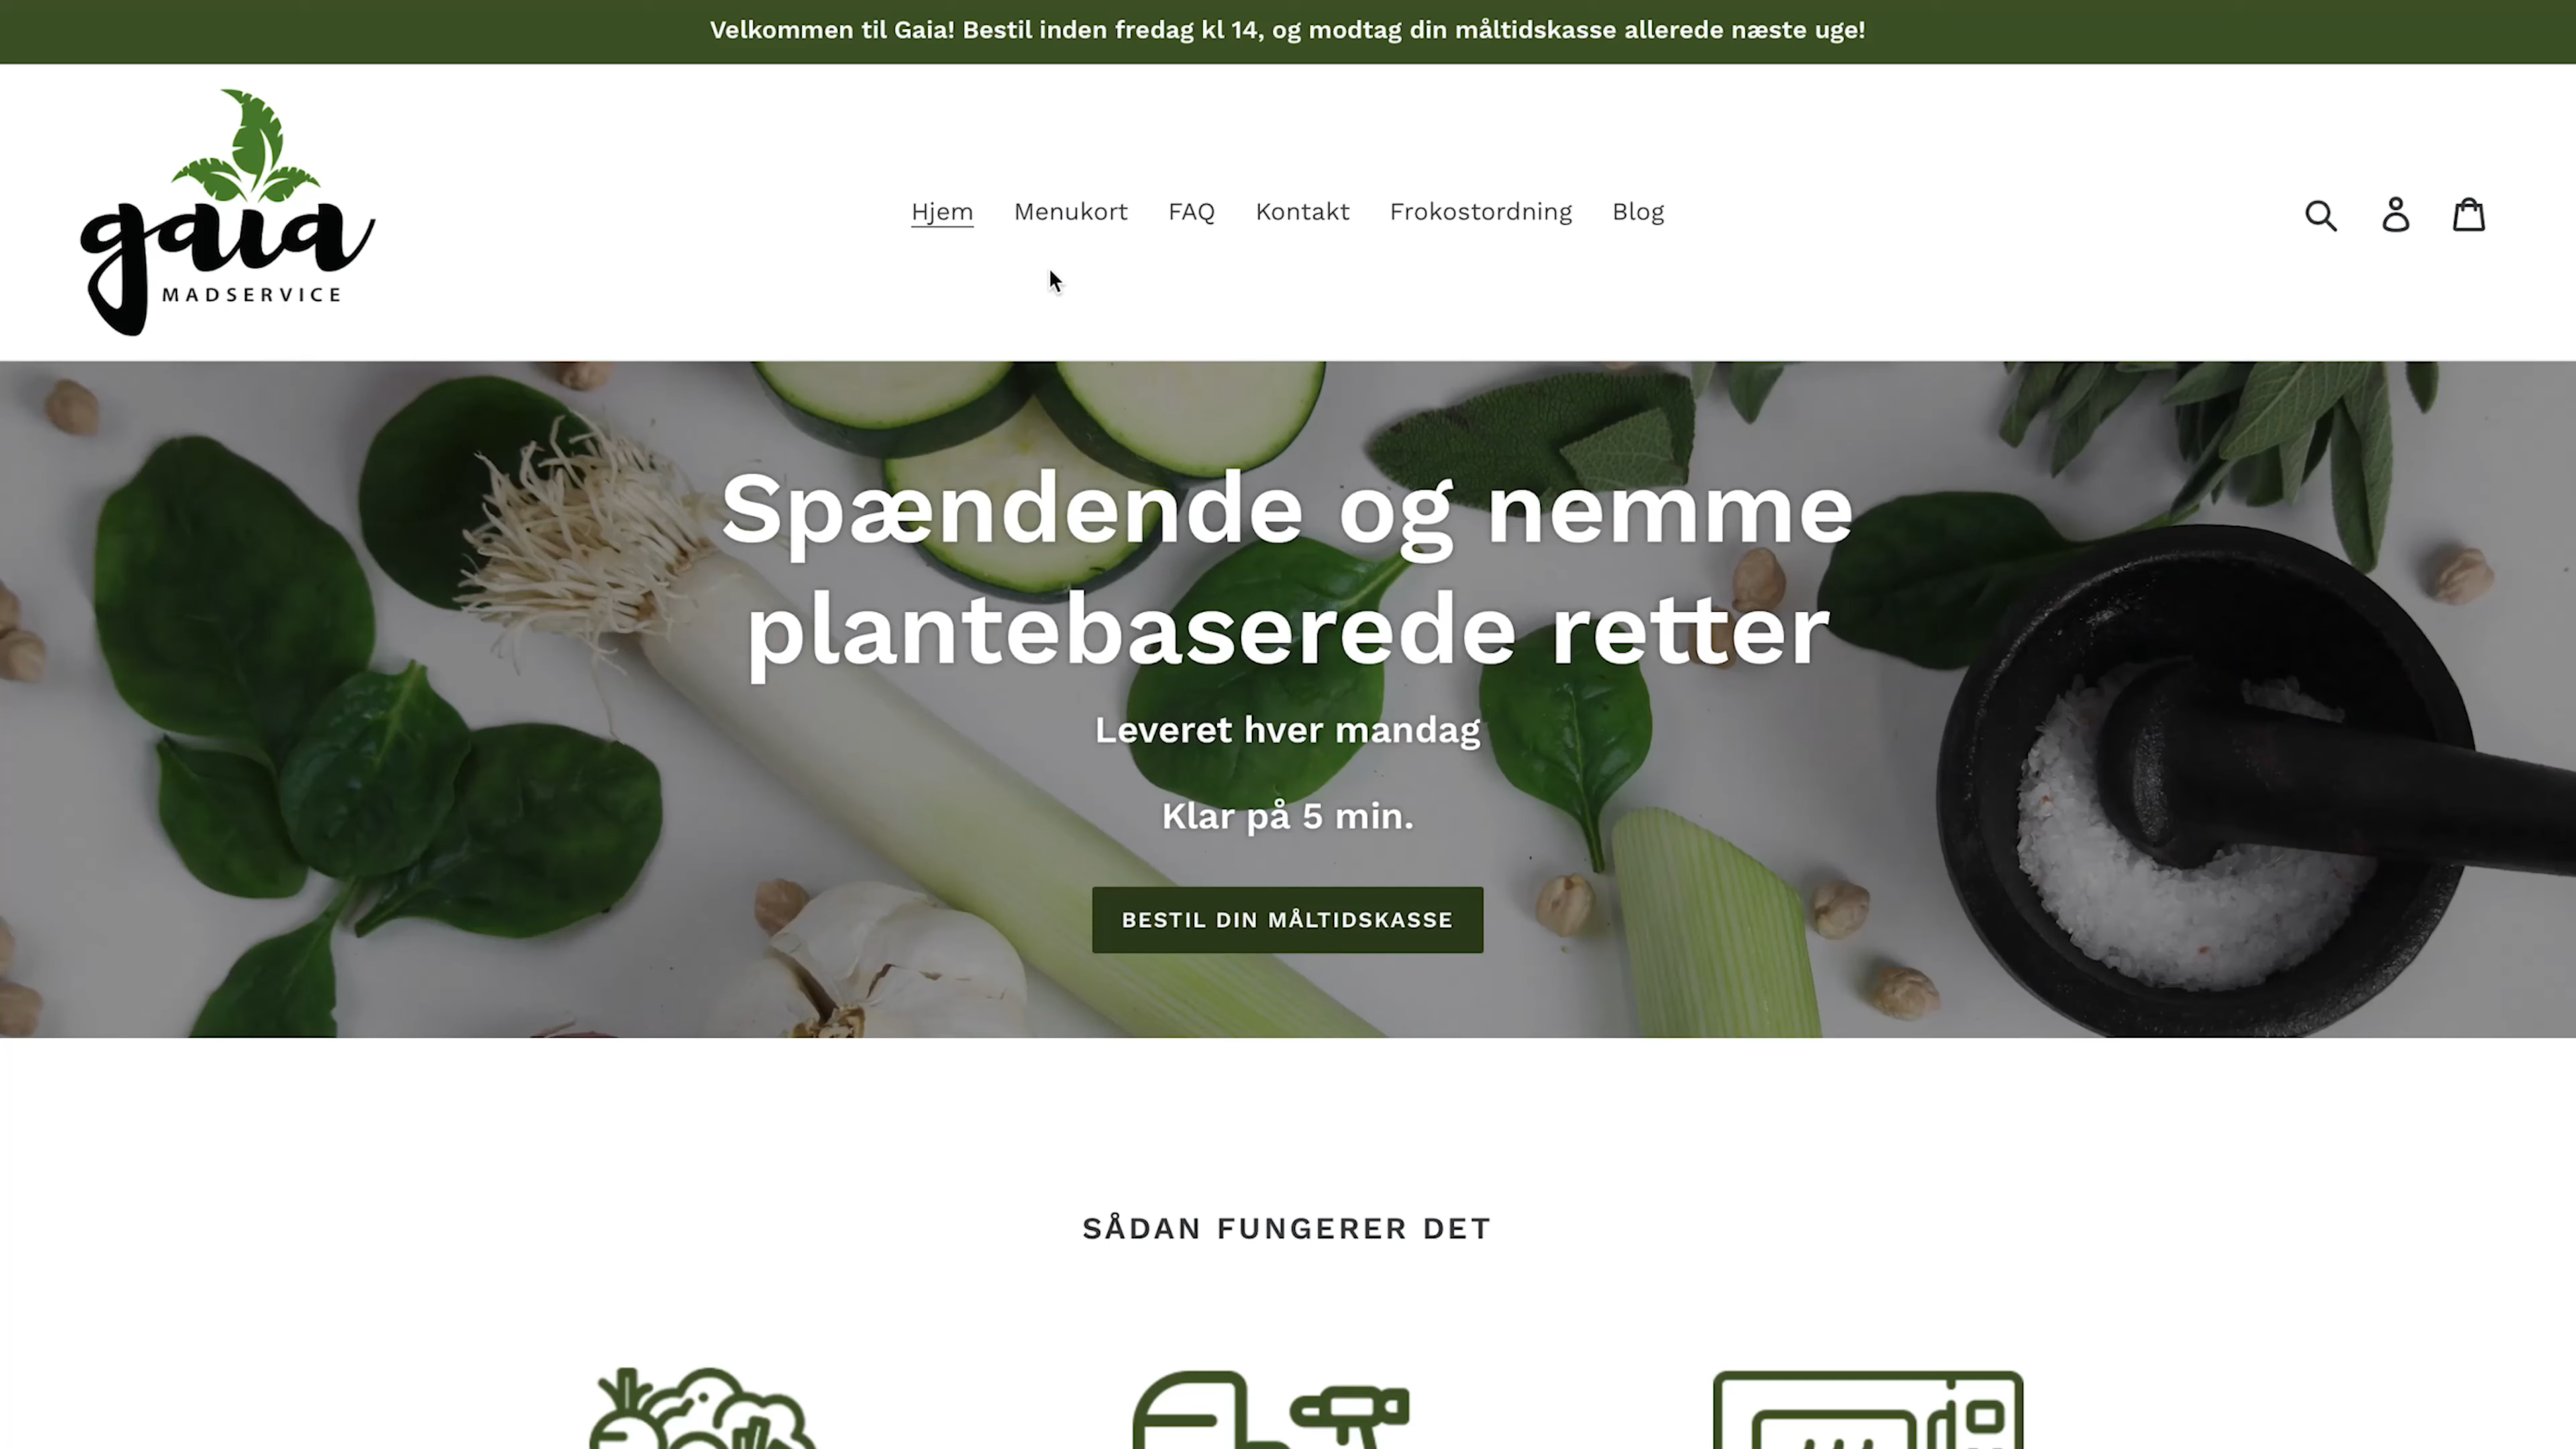 Velkommen til Gaia! Bestil inden fredag kl 14, og modtag din måltidskasse allerede næste uge!
gaia
MADSERVICE
Hjem Menukort FAQ Kontakt Frokostordning Blog
Spændende og nemme
plantebaserede retter
Leveret hver mandag
Klar på 5 min.
BESTIL DIN MÅLTIDSKASSE
SÅDAN FUNGERER DET